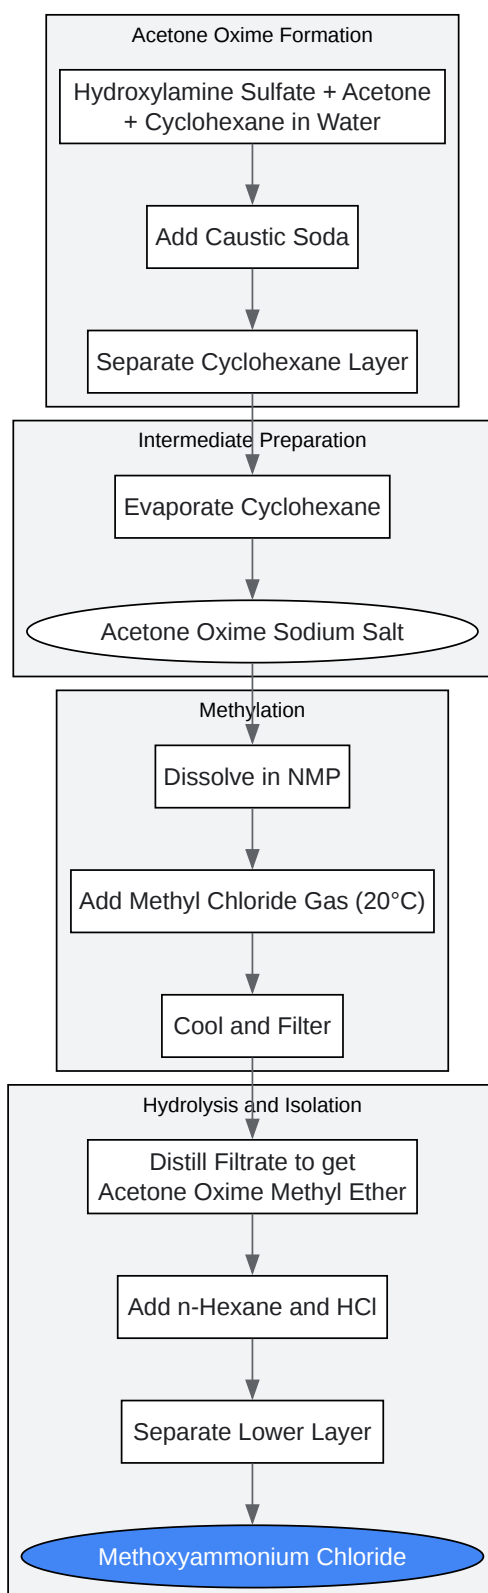 Acetone Oxime Formation
Hydroxylamine Sulfate + Acetone
+ Cyclohexane in Water
Add Caustic Soda
Separate Cyclohexane Layer
Intermediate Preparation
Evaporate Cyclohexane
Acetone Oxime Sodium Salt
Methylation
Dissolve in NMP
Add Methyl Chloride Gas (20°C)
Cool and Filter
Hydrolysis and Isolation
Distill Filtrate to get
Acetone Oxime Methyl Ether
Add n-Hexane and HCl
Separate Lower Layer
Methoxyammonium Chloride